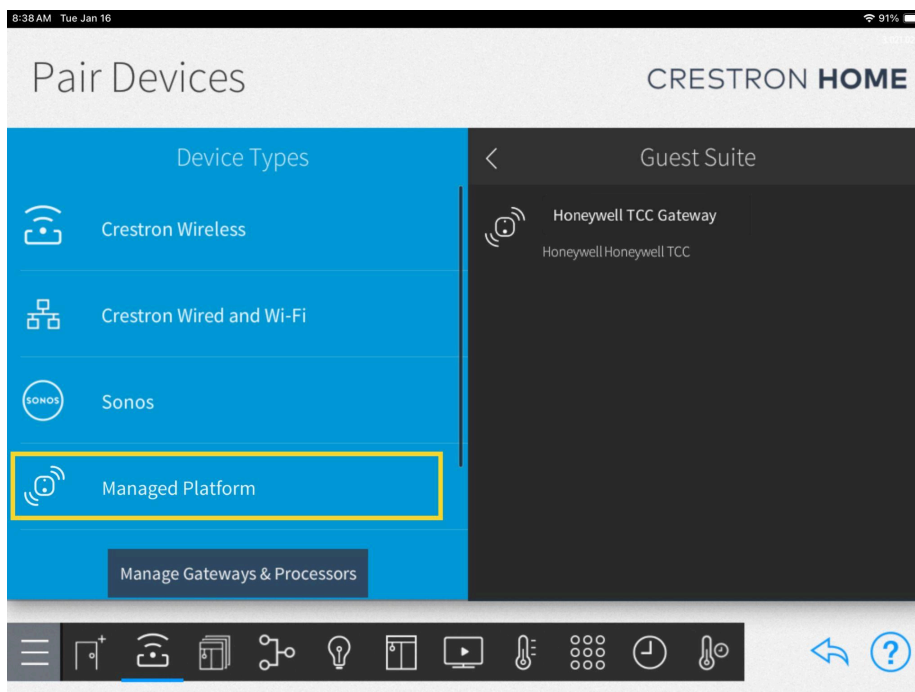 8:38 AM Tue Jan 16
91%
Pair Devices
CRESTRON HOME
Device Types
Crestron Wireless
Crestron Wired and Wi-Fi
SONOS
Sonos
Managed Platform
Manage Gateways & Processors
Guest Suite
Honeywell TCC Gateway
Honeywell Honeywell TCC
?